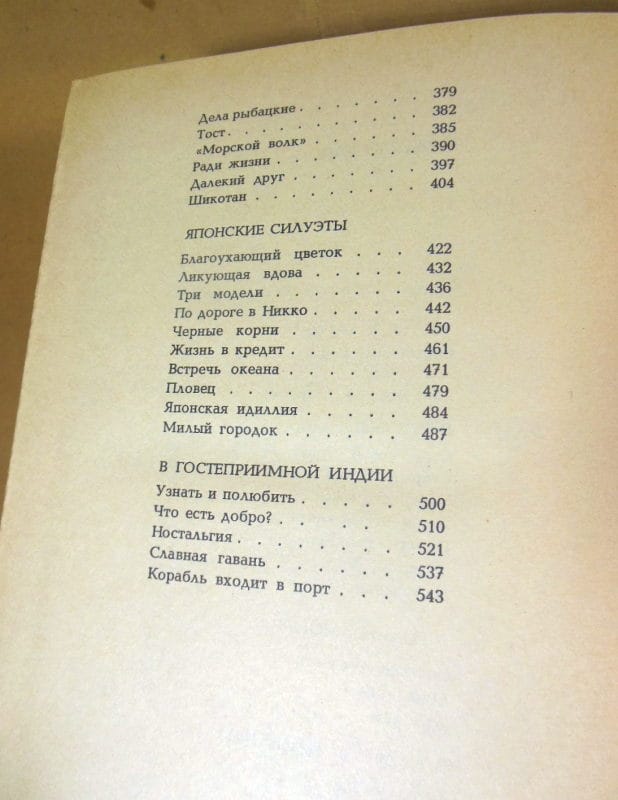 Дела рыбацкие . . . . . . . 379
Тост. . . . . . . . . . . 382
«Морской волк» . . . . . . . 385
Ради жизни . . . . . . . . 390
Далекий друг . . . . . . . 397
Шикотан . . . . . . . . . 404
ЯПОНСКИЕ СИЛУЭТЫ
Благоухающий цветок . . . 422
Ликующая вдова . . . . . 432
Три модели . . . . . . . 436
По дороге в Никко . . . . . 442
Черные корни . . . . . . 450
Жизнь в кредит . . . . . . 461
Встречь океана . . . . . . 471
Пловец . . . . . . . . . 479
Японская идиллия . . . . . 484
Милый городок . . . . . . 487
В ГОСТЕПРИИМНОЙ ИНДИИ
Узнать и полюбить . . . . . 500
Что есть добро? . . . . 510
Ностальгия . . . . . . . . 521
Славная гавань . . . . . . 537
Корабль входит в порт . . . . 543